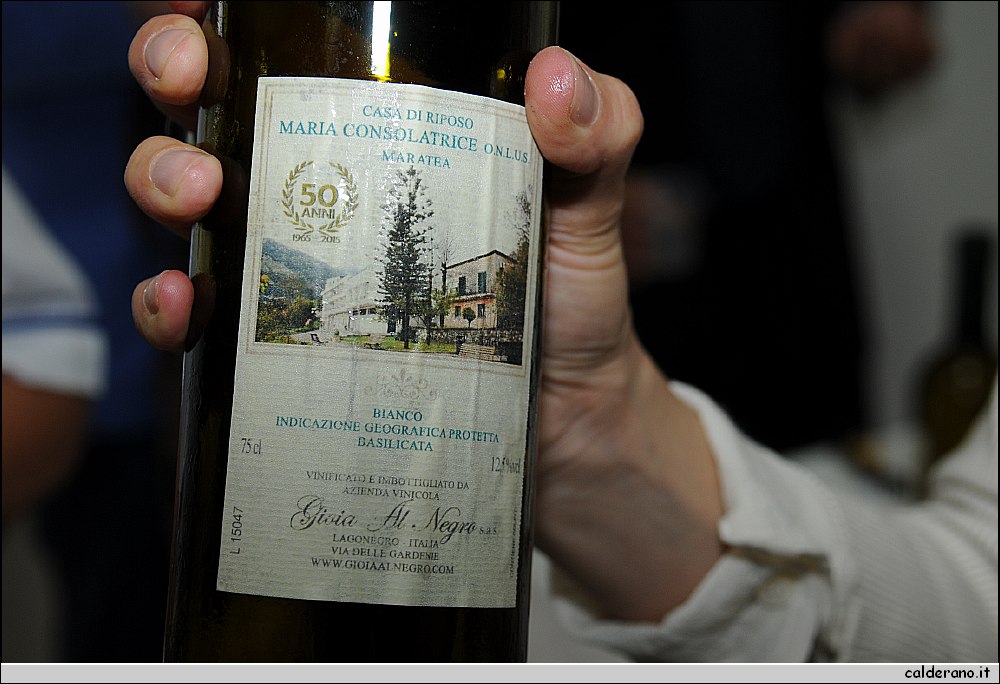 CASA DI RIPOSO
MARIA CONSOLATRICE O.N.L.U.S.
MARATEA
50
ANNI
1965 2015
BIANCO
INDICAZIONE GEOGRAFICA PROTETTA
BASILICATA
75 cl
12,5%vol
VINIFICATO E IMBOTTIGLIATO DA
AZIENDA VINICOLA
Gioia Al Negro s.a.s.
LAGONEGRO - ITALIA
VIA DELLE GARDENIE
WWW.GIOIAALNEGRO.COM
L 15047
calderano.it